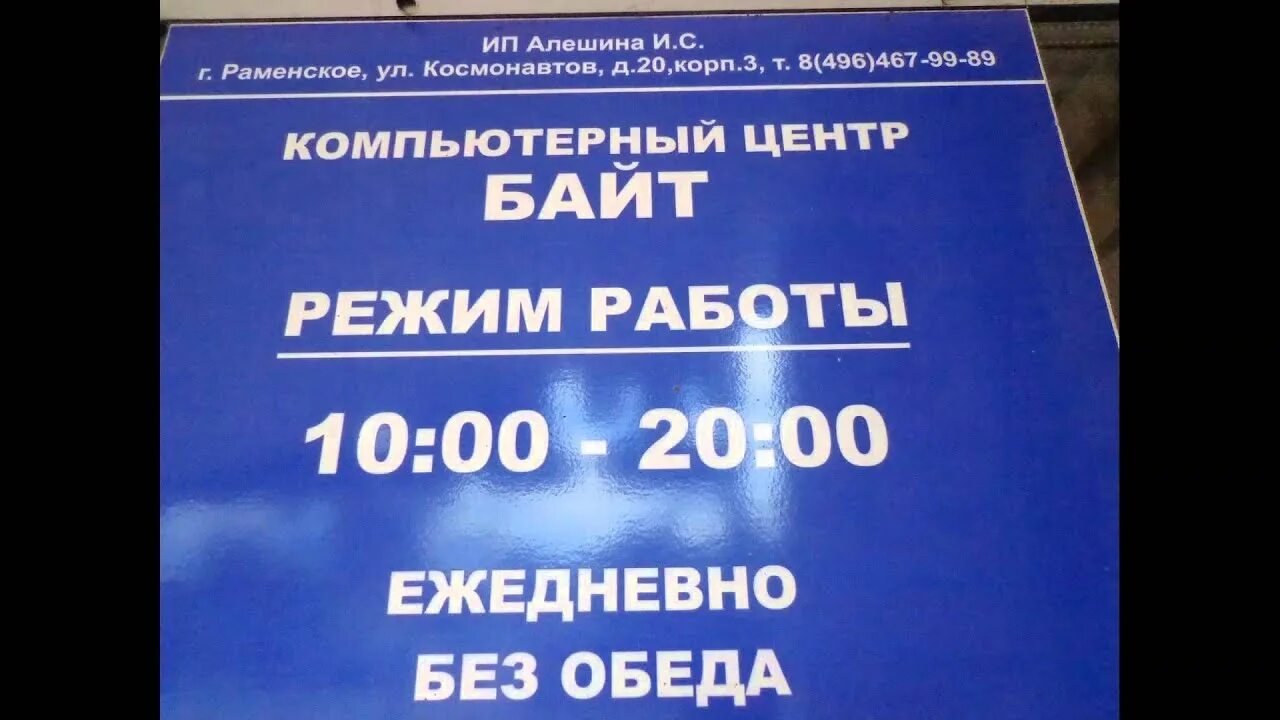 ИП Алешина И.С.
г. Раменское, ул. Космонавтов, д.20,корп.3, т. 8(496)467-99-89
КОМПЬЮТЕРНЫЙ ЦЕНТР
БАЙТ
РЕЖИМ РАБОТЫ
10:00 - 20:00
ЕЖЕДНЕВНО
БЕЗ ОБЕДА